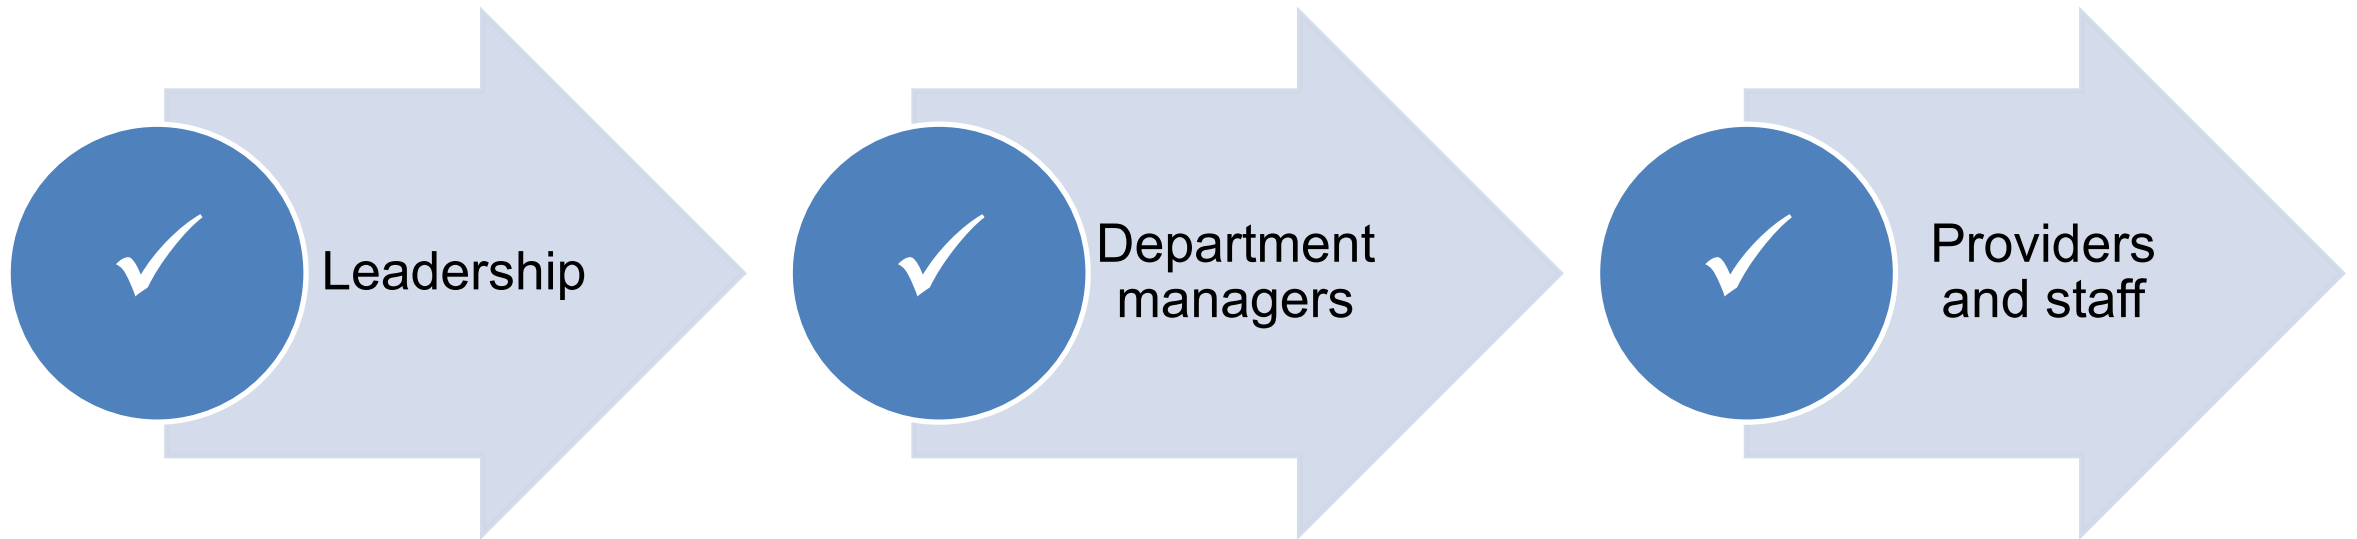 ✓
Leadership
✓
Department
managers
✓
Providers
and staff